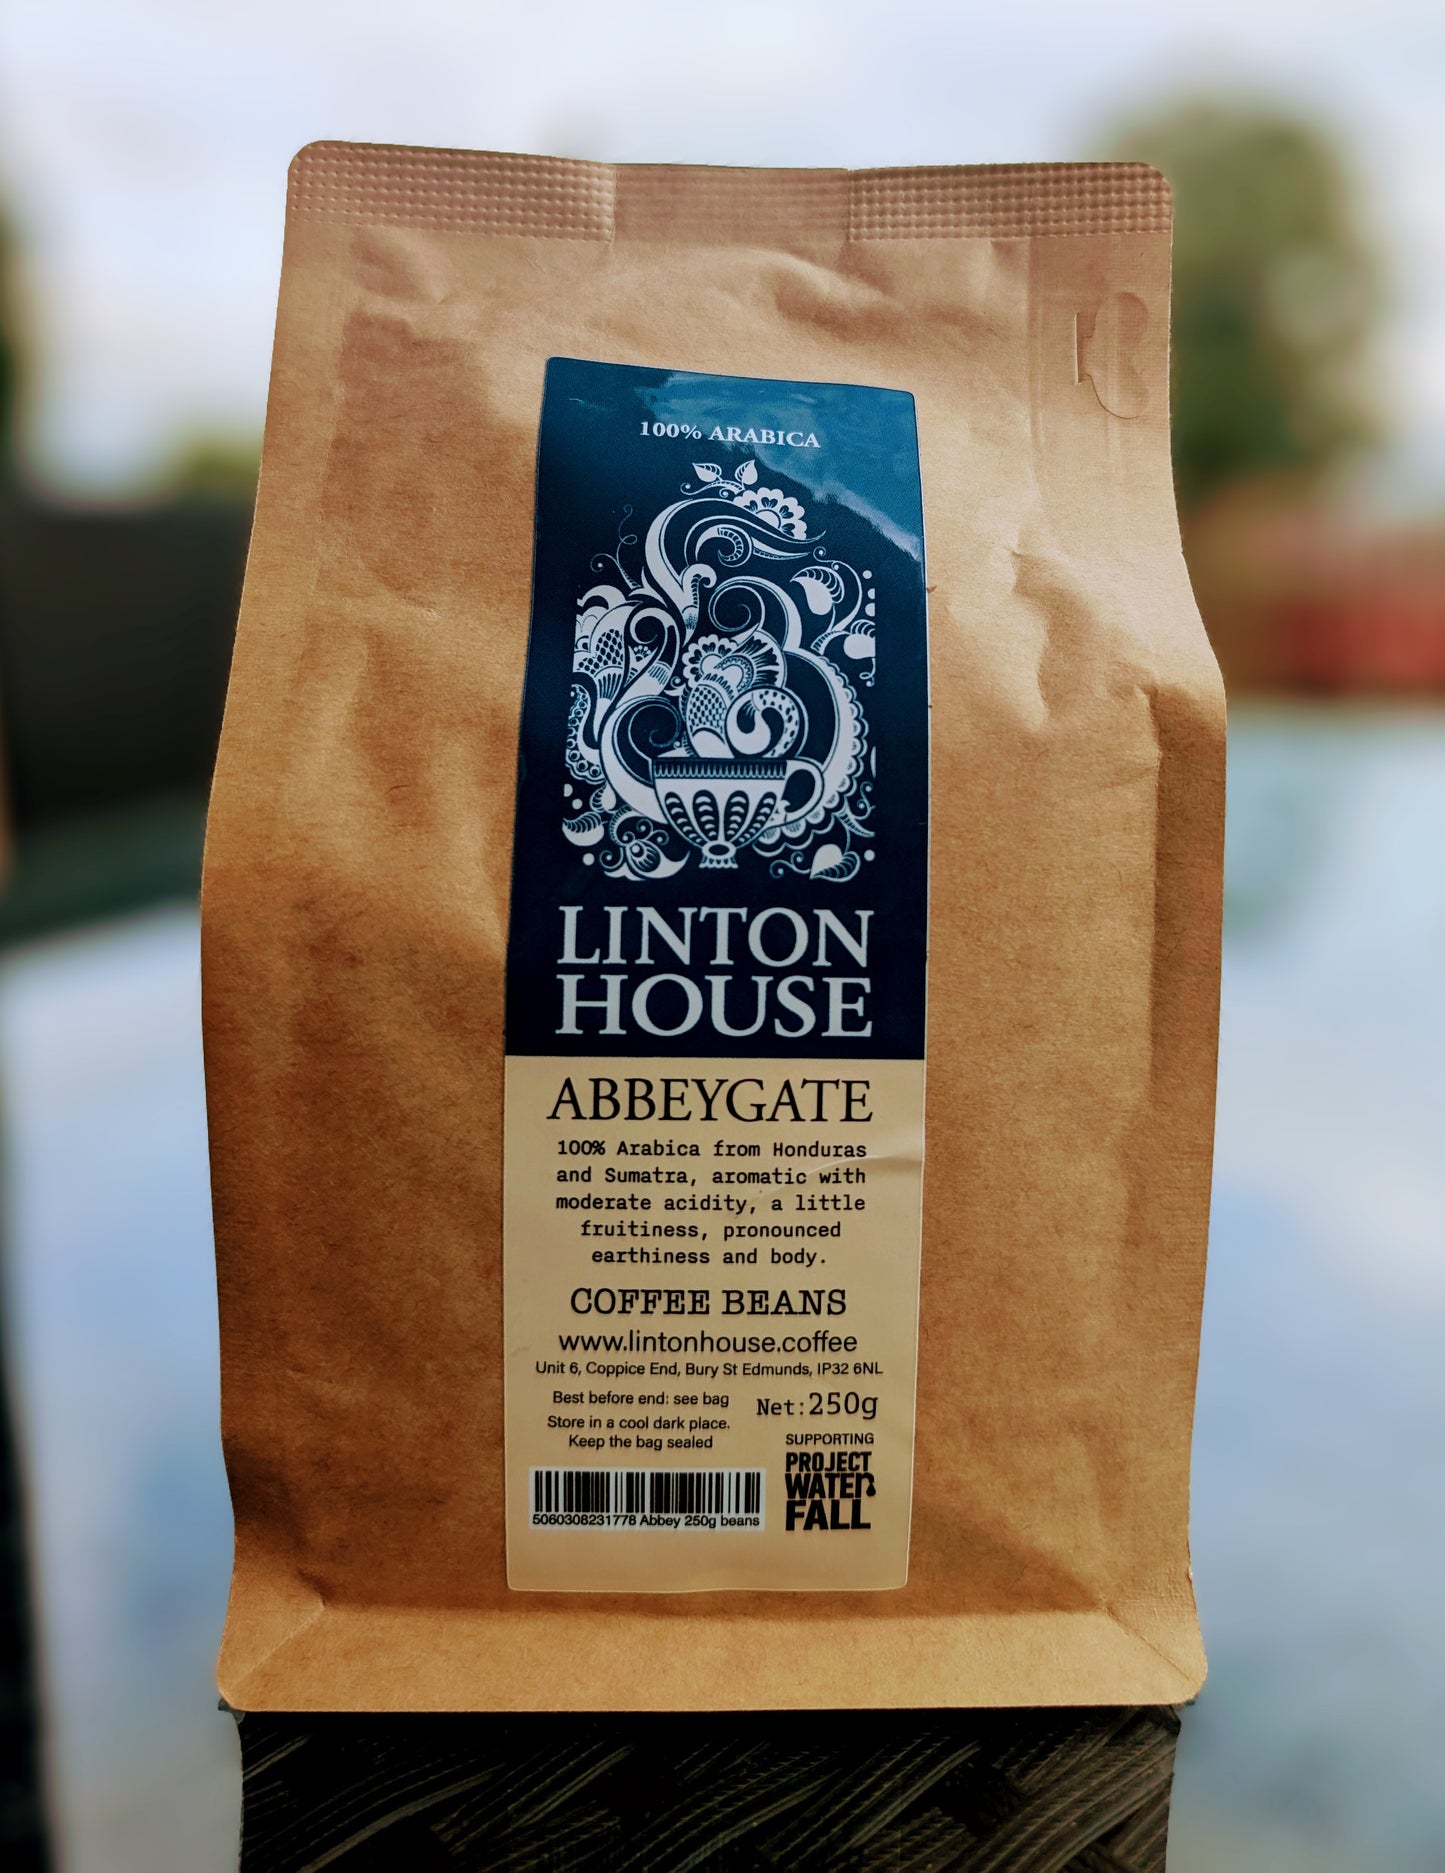 100% ARABICA
LINTON
HOUSE
ABBEYGATE
100% Arabica from Honduras
and Sumatra, aromatic with
moderate acidity, a little
fruitiness, pronounced
earthiness and body.
COFFEE BEANS
www.lintonhouse.coffee
Unit 6, Coppice End, Bury St Edmunds, IP32 6NL
Best before end: see bag
Net:250g
Store in a cool dark place.
Keep the bag sealed
SUPPORTING
PROJECT
WATER
FALL
5060308231778 Abbey 250g beans